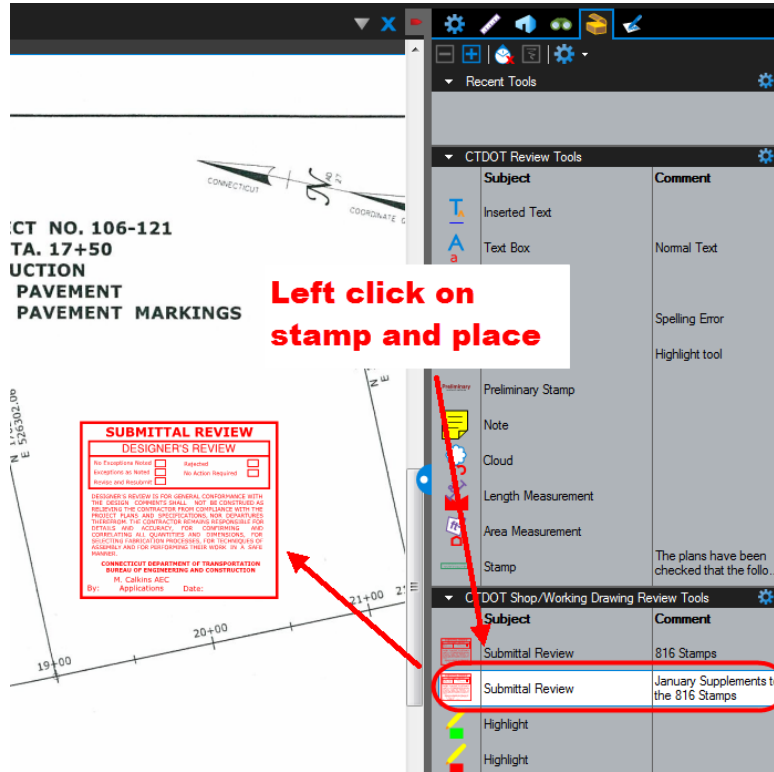 Recent Tools
CTDOT Review Tools
Subject Comment
Inserted Text
Text Box Normal Text
Spelling Error
Highlight tool
Preliminary Preliminary Stamp
Note
Cloud
Length Measurement
Area Measurement
Stamp The plans have been
checked that the follo...
CTDOT Shop/Working Drawing Review Tools
Subject Comment
Submittal Review 816 Stamps
Submittal Review January Supplements to
the 816 Stamps
Highlight
Highlight
Left click on
stamp and place
CONNECTICUT
COORDINATE G
CT NO. 106-121
TA. 17+50
UCTION
PAVEMENT
PAVEMENT MARKINGS
E 526302.06
N
N
E
SUBMITTAL REVIEW
DESIGNER'S REVIEW
No Exceptions Noted Rejected
Exceptions as Noted No Action Required
Revise and Resubmit
DESIGNER'S REVIEW IS FOR GENERAL CONFORMANCE WITH
THE DESIGN COMMENTS SHALL NOT BE CONSTRUED AS
RELIEVING THE CONTRACTOR FROM COMPLIANCE WITH THE
PROJECT PLANS AND SPECIFICATIONS, NOR DEPARTURES
THEREFROM. THE CONTRACTOR REMAINS RESPONSIBLE FOR
DETAILS AND ACCURACY, FOR CONFIRMING AND
CORRELATING ALL QUANTITIES AND DIMENSIONS, FOR
SELECTING FABRICATION PROCESSES, FOR TECHNIQUES OF
ASSEMBLY AND FOR PERFORMING THEIR WORK IN A SAFE
MANNER.
CONNECTICUT DEPARTMENT OF TRANSPORTATION
BUREAU OF ENGINEERING AND CONSTRUCTION
M. Calkins AEC
By: Applications Date:
19+00
20+00
21+00